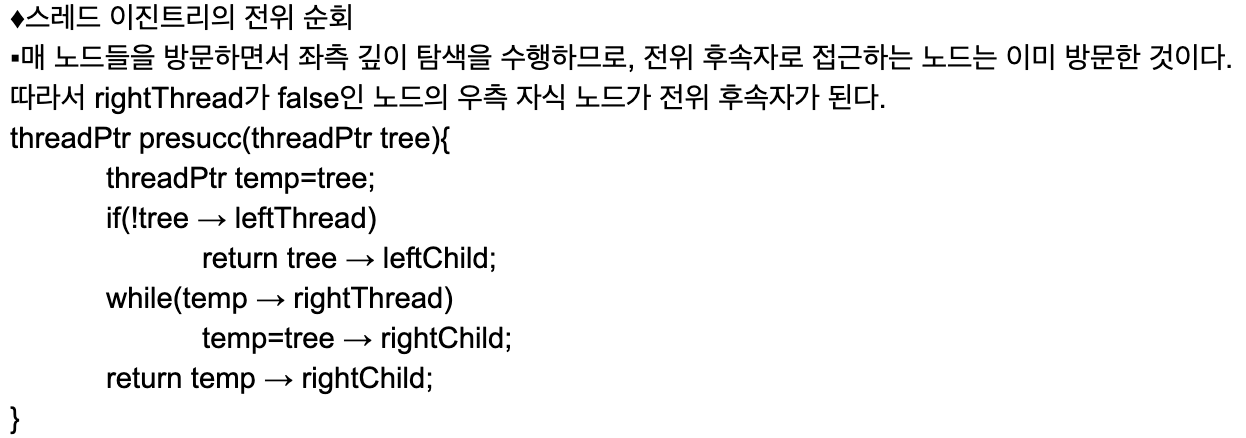 ♦스레드 이진트리의 전위 순회
▪매 노드들을 방문하면서 좌측 깊이 탐색을 수행하므로, 전위 후속자로 접근하는 노드는 이미 방문한 것이다.
따라서 rightThread가 false인 노드의 우측 자식 노드가 전위 후속자가 된다.
threadPtr presucc(threadPtr tree){
threadPtr temp=tree;
if(!tree → leftThread)
return tree → leftChild;
while(temp → rightThread)
temp=tree → rightChild;
return temp → rightChild;
}